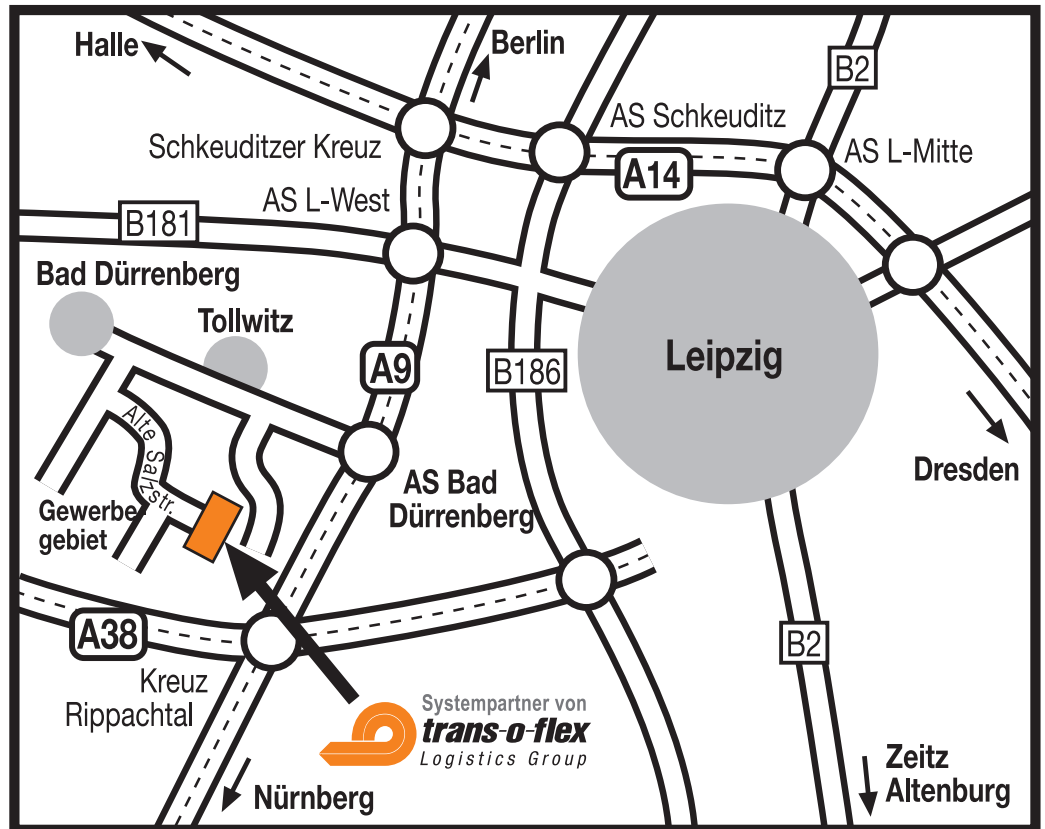 Halle
Berlin
B2
AS Schkeuditz
Schkeuditzer Kreuz
AS L-Mitte
A14
AS L-West
B181
Bad Dürrenberg
Tollwitz
A9
B186
Leipzig
Alte Salzstr.
Dresden
AS Bad
Dürrenberg
Gewerbe-
gebiet
A38
B2
Kreuz
Rippachtal
Systempartner von
trans-o-flex
Logistics Group
Zeitz
Altenburg
Nürnberg